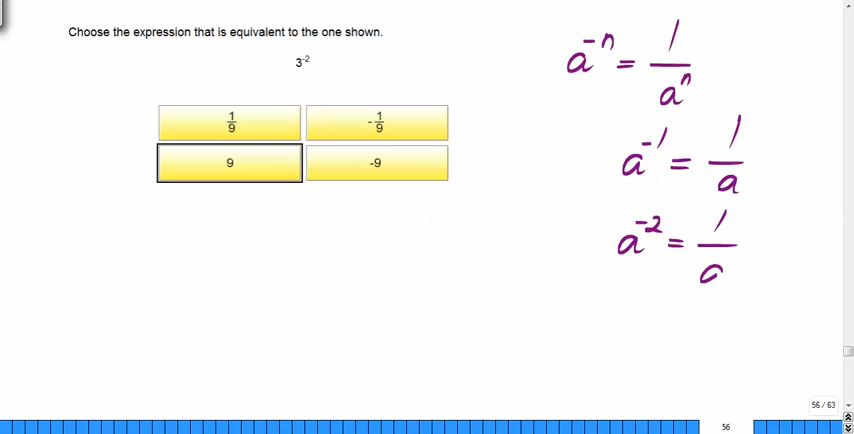 Choose the expression that is equivalent to the one shown.
3⁻²
1/9
-1/9
9
-9
a⁻ⁿ = 1/aⁿ
a⁻¹ = 1/a
a⁻² = 1/a
56 / 63
56